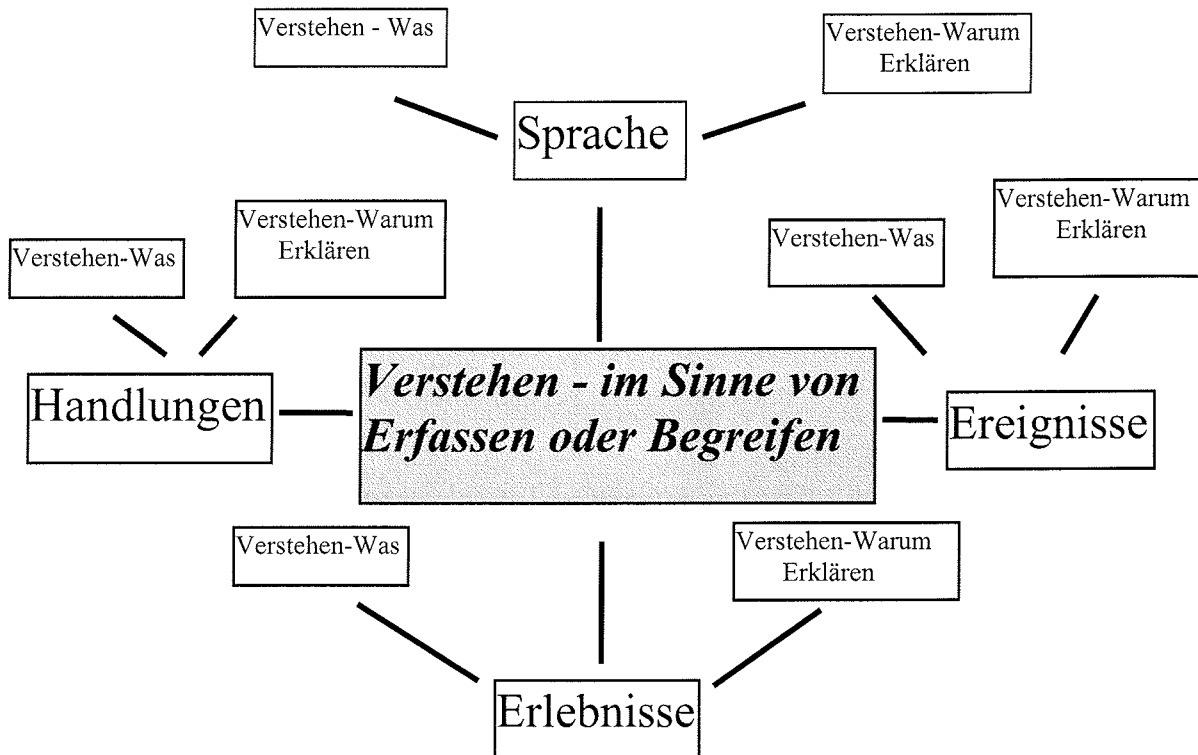 Verstehen - Was
Verstehen-Warum
Erklären
Sprache
Verstehen-Was
Verstehen-Warum
Erklären
Handlungen
Verstehen-Was
Verstehen-Warum
Erklären
Ereignisse
Verstehen - im Sinne von
Erfassen oder Begreifen
Verstehen-Was
Verstehen-Warum
Erklären
Erlebnisse